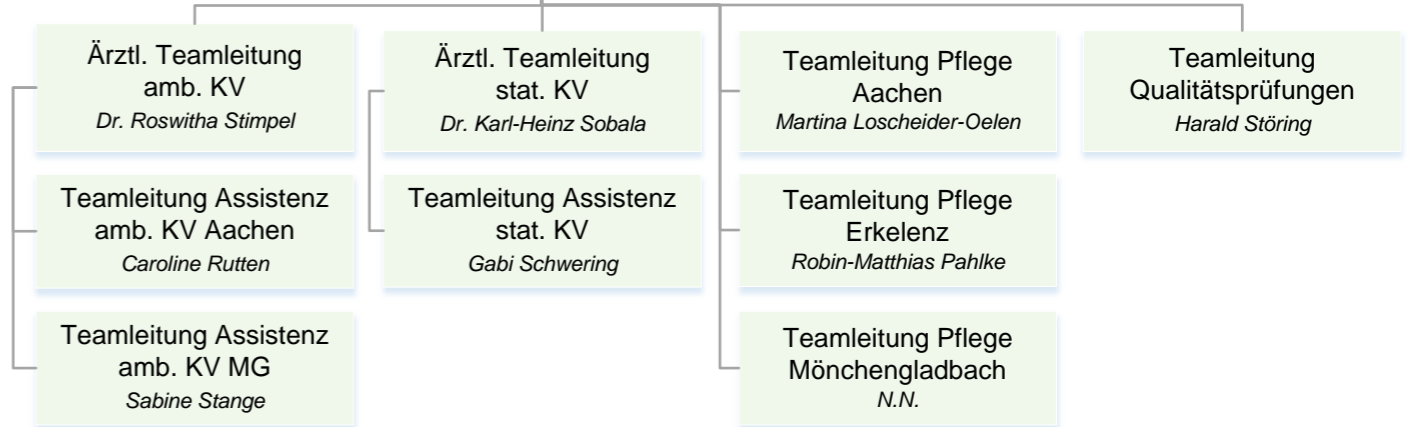 Ärztl. Teamleitung
amb. KV
Dr. Roswitha Stimpel
Teamleitung Assistenz
amb. KV Aachen
Caroline Rutten
Teamleitung Assistenz
amb. KV MG
Sabine Stange
Ärztl. Teamleitung
stat. KV
Dr. Karl-Heinz Sobala
Teamleitung Assistenz
stat. KV
Gabi Schwering
Teamleitung Pflege
Aachen
Martina Loscheider-Oelen
Teamleitung Pflege
Erkelenz
Robin-Matthias Pahlke
Teamleitung Pflege
Mönchengladbach
N.N.
Teamleitung
Qualitätsprüfungen
Harald Störing